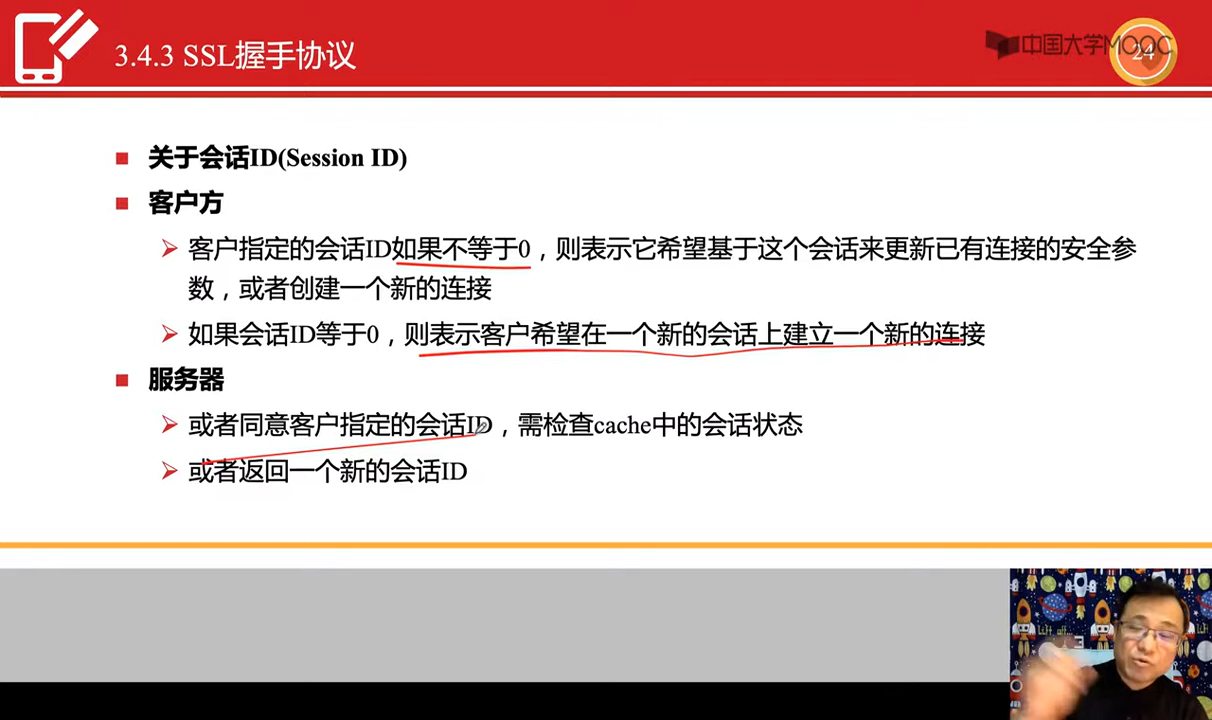 3.4.3 SSL握手协议
中国大学MOOC
24
关于会话ID(Session ID)
客户方
客户指定的会话ID如果不等于0，则表示它希望基于这个会话来更新已有连接的安全参
数，或者创建一个新的连接
如果会话ID等于0，则表示客户希望在一个新的会话上建立一个新的连接
服务器
或者同意客户指定的会话ID，需检查cache中的会话状态
或者返回一个新的会话ID